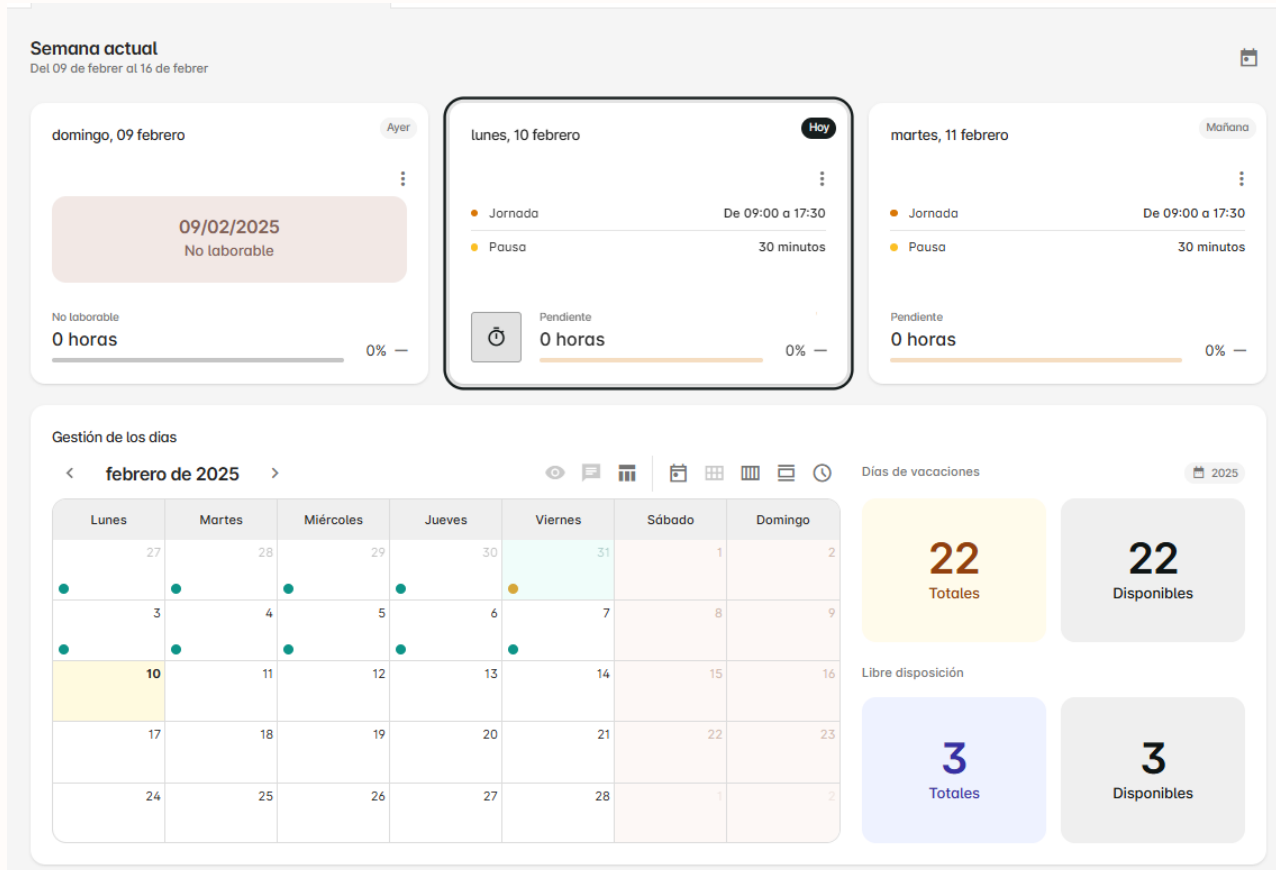 Semana actual
Del 09 de febrer al 16 de febrer
domingo, 09 febrero
Ayer
09/02/2025
No laborable
No laborable
0 horas
0% —
lunes, 10 febrero
Hoy
Jornada
De 09:00 a 17:30
Pausa
30 minutos
Pendiente
0 horas
0% —
martes, 11 febrero
Mañana
Jornada
De 09:00 a 17:30
Pausa
30 minutos
Pendiente
0 horas
0% —
Gestión de los dias
febrero de 2025
Lunes Martes Miércoles Jueves Viernes Sábado Domingo
27 28 29 30 31 1 2
3 4 5 6 7 8 9
10 11 12 13 14 15 16
17 18 19 20 21 22 23
24 25 26 27 28 1 2
Días de vacaciones
2025
22
Totales
22
Disponibles
Libre disposición
3
Totales
3
Disponibles